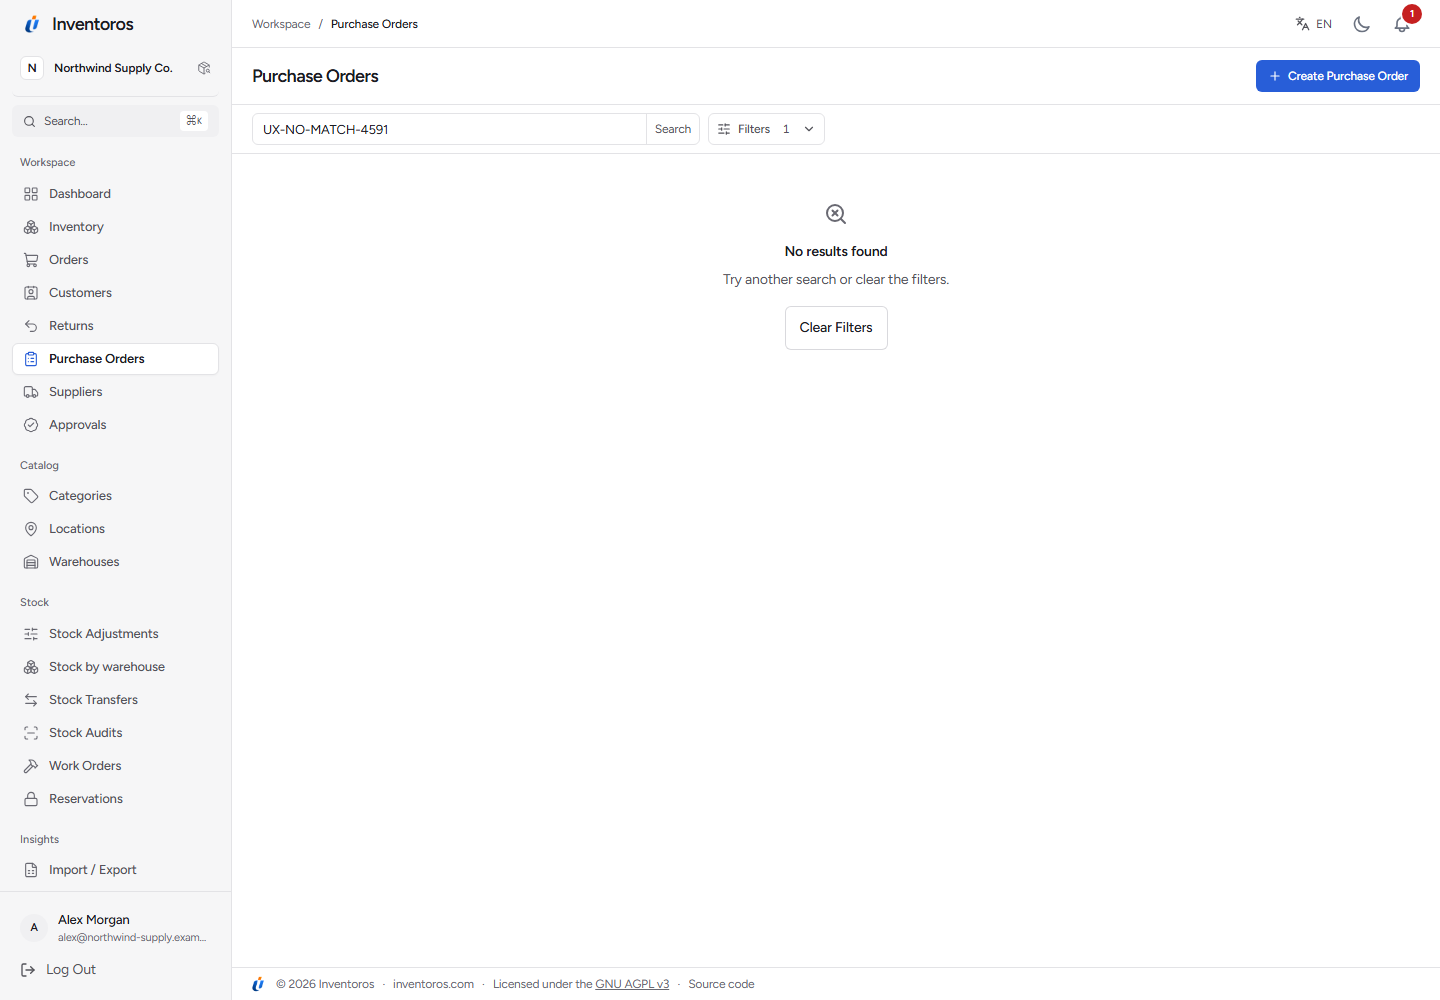 Inventoros
N Northwind Supply Co.
Search... ⌘K
Workspace
Dashboard
Inventory
Orders
Customers
Returns
Purchase Orders
Suppliers
Approvals
Catalog
Categories
Locations
Warehouses
Stock
Stock Adjustments
Stock by warehouse
Stock Transfers
Stock Audits
Work Orders
Reservations
Insights
Import / Export
A Alex Morgan
alex@northwind-supply.exam...
Log Out
Workspace / Purchase Orders
EN 1
Purchase Orders
+ Create Purchase Order
UX-NO-MATCH-4591 Search Filters 1
No results found
Try another search or clear the filters.
Clear Filters
© 2026 Inventoros · inventoros.com · Licensed under the GNU AGPL v3 · Source code